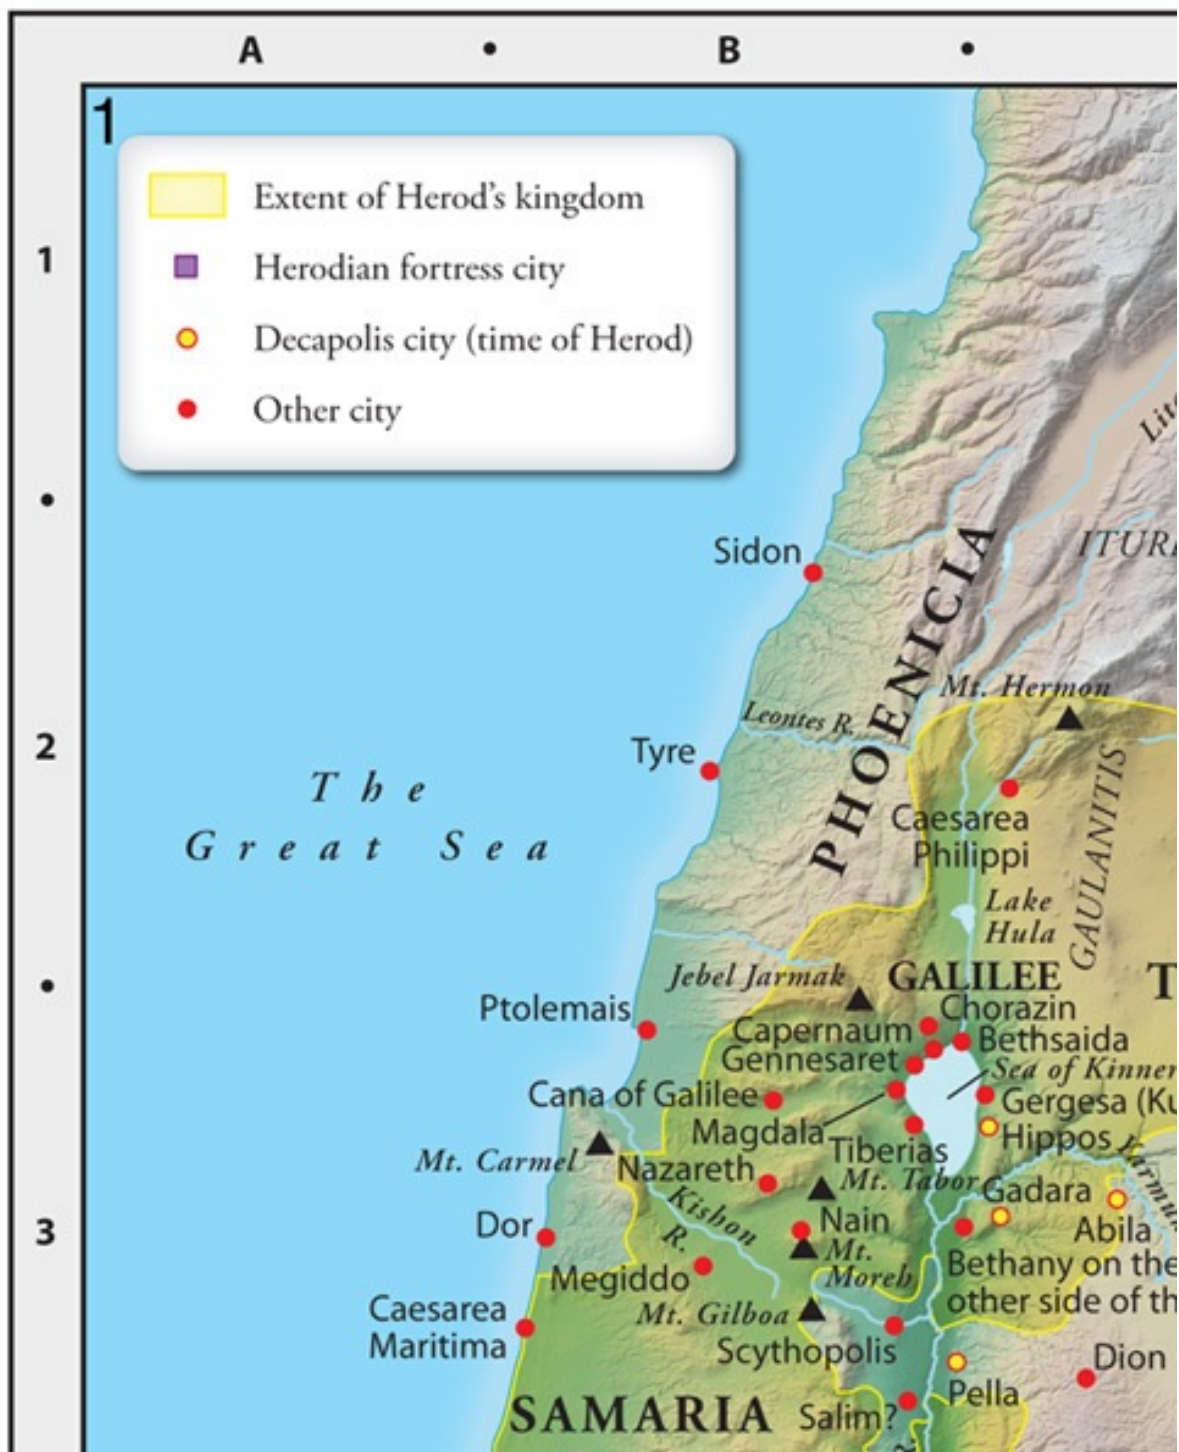 A • B •
1
Extent of Herod's kingdom
1
Herodian fortress city
Decapolis city (time of Herod)
Other city
•
Sidon
PHOENICIA
Mt. Hermon
Leontes R.
2
Tyre
The
Great Sea
Caesarea
Philippi
GAULANITIS
Lake
Hula
Jebel Jarmak
GALILEE
T
•
Ptolemais
Chorazin
Capernaum
Bethsaida
Gennesaret
Sea of Kinner
Cana of Galilee
Gergesa (Ku
Magdala
Hippos
Tiberias
Mt. Carmel
Nazareth
Mt. Tabor
Gadara
Kishon
R.
3
Dor
Nain
Abila
Mt.
Moreh
Megiddo
Bethany on the
other side of th
Caesarea
Maritima
Mt. Gilboa
Scythopolis
Dion
Pella
SAMARIA
Salim?